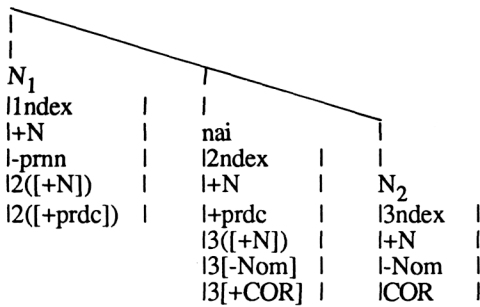 N1
|1ndex |
|+N |
|-prnn |
|2([+N]) |
|2([+prdc]) |
nai
|2ndex |
|+N |
|+prdc |
|3([+N]) |
|3[-Nom] |
|3[+COR] |
N2
|3ndex |
|+N |
|-Nom |
|COR |